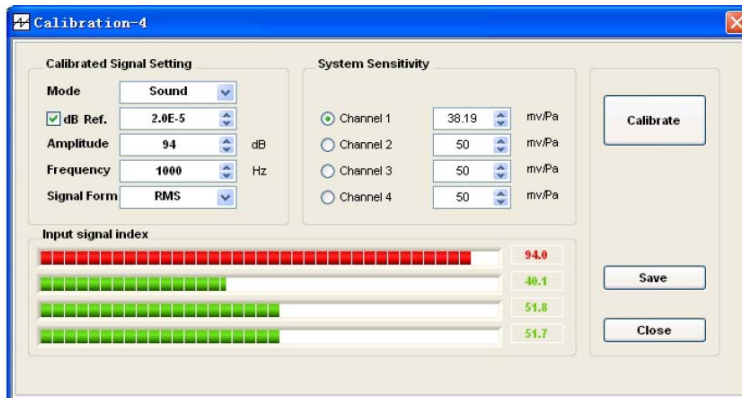 Calibration-4
Calibrated Signal Setting
Mode Sound
dB Ref. 2.0E-5
Amplitude 94 dB
Frequency 1000 Hz
Signal Form RMS
System Sensitivity
Channel 1 38.19 mv/Pa
Channel 2 50 mv/Pa
Channel 3 50 mv/Pa
Channel 4 50 mv/Pa
Calibrate
Input signal index
94.0
40.1
51.8
51.7
Save
Close